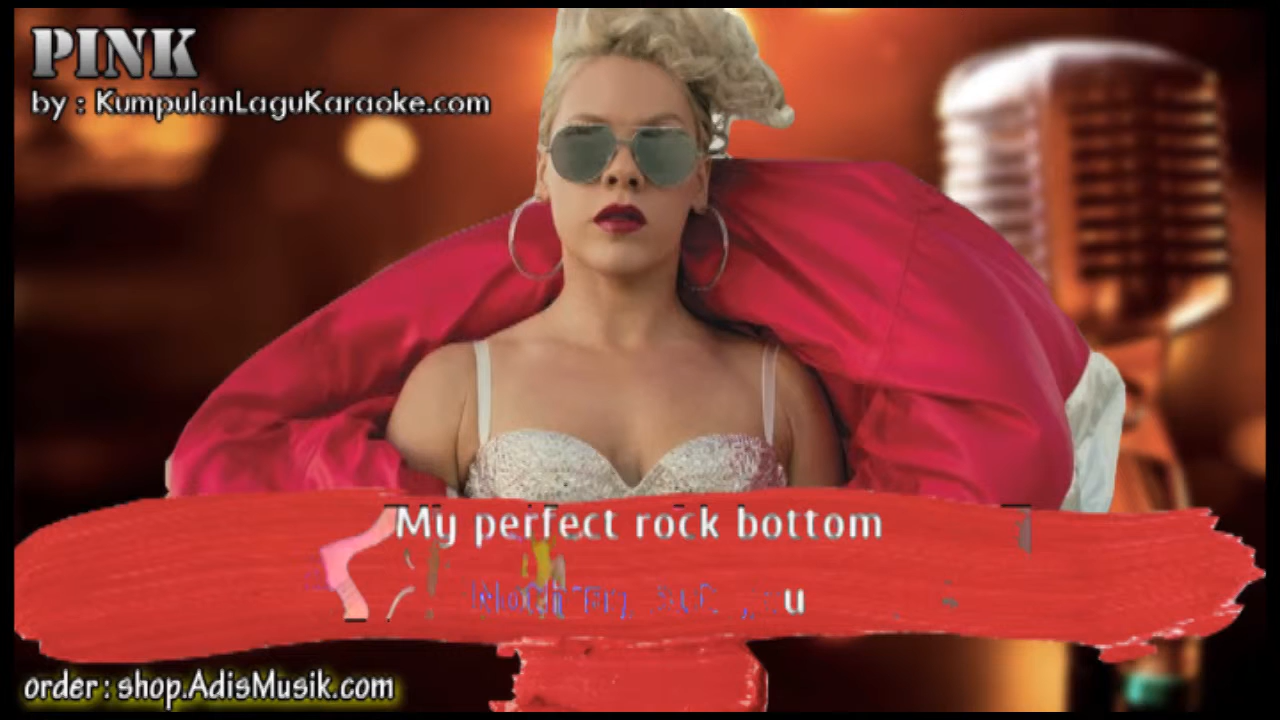 PINK
by : KumpulanLaguKaraoke.com
My perfect rock bottom
order : shop.AdisMusik.com